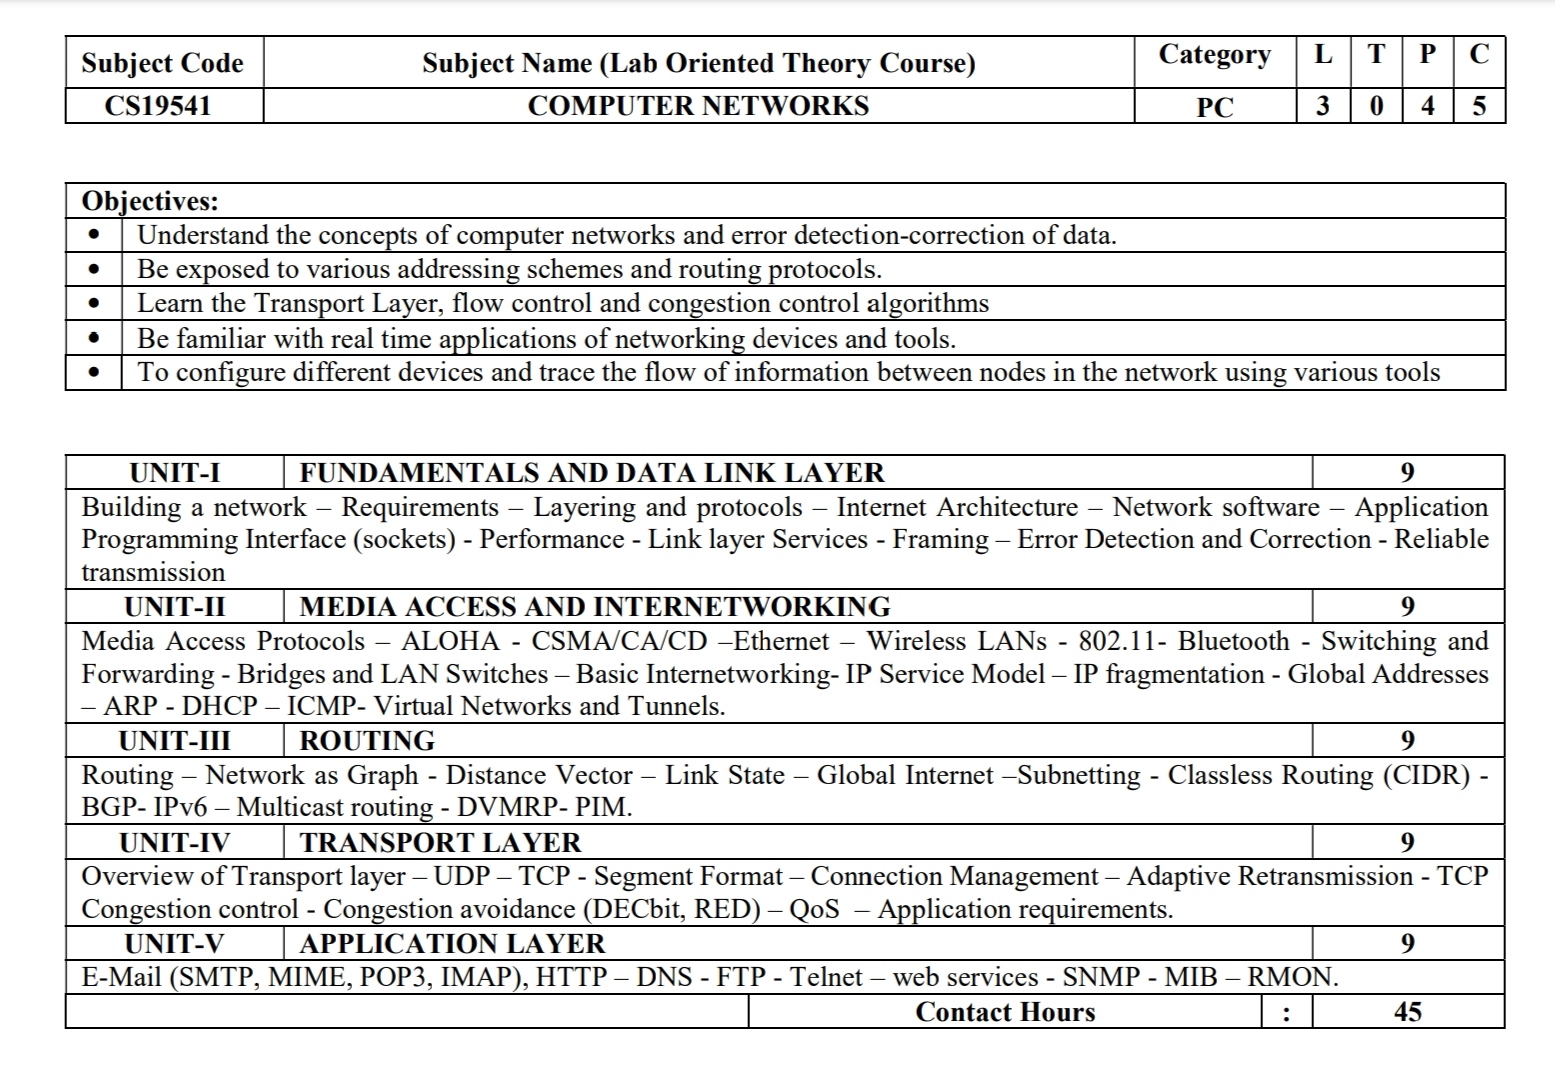 Subject Code Subject Name (Lab Oriented Theory Course) Category L T P C
CS19541 COMPUTER NETWORKS PC 3 0 4 5
Objectives:
• Understand the concepts of computer networks and error detection-correction of data.
• Be exposed to various addressing schemes and routing protocols.
• Learn the Transport Layer, flow control and congestion control algorithms
• Be familiar with real time applications of networking devices and tools.
• To configure different devices and trace the flow of information between nodes in the network using various tools
UNIT-I FUNDAMENTALS AND DATA LINK LAYER 9
Building a network – Requirements – Layering and protocols – Internet Architecture – Network software – Application
Programming Interface (sockets) - Performance - Link layer Services - Framing – Error Detection and Correction - Reliable
transmission
UNIT-II MEDIA ACCESS AND INTERNETWORKING 9
Media Access Protocols – ALOHA - CSMA/CA/CD –Ethernet – Wireless LANs - 802.11- Bluetooth - Switching and
Forwarding - Bridges and LAN Switches – Basic Internetworking- IP Service Model – IP fragmentation - Global Addresses
– ARP - DHCP – ICMP- Virtual Networks and Tunnels.
UNIT-III ROUTING 9
Routing – Network as Graph - Distance Vector – Link State – Global Internet –Subnetting - Classless Routing (CIDR) -
BGP- IPv6 – Multicast routing - DVMRP- PIM.
UNIT-IV TRANSPORT LAYER 9
Overview of Transport layer – UDP – TCP - Segment Format – Connection Management – Adaptive Retransmission - TCP
Congestion control - Congestion avoidance (DECbit, RED) – QoS – Application requirements.
UNIT-V APPLICATION LAYER 9
E-Mail (SMTP, MIME, POP3, IMAP), HTTP – DNS - FTP - Telnet – web services - SNMP - MIB – RMON.
Contact Hours : 45